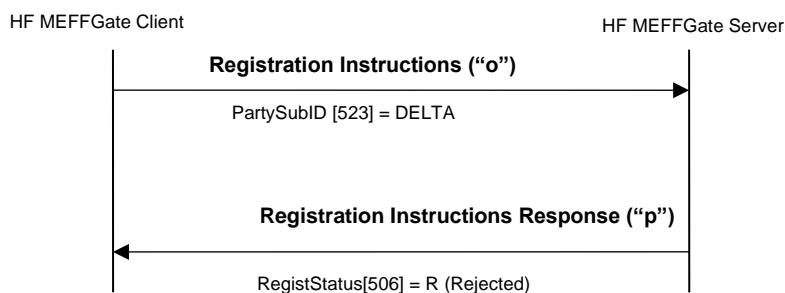 HF MEFFGate Client
HF MEFFGate Server
Registration Instructions (“o”)
PartySubID [523] = DELTA
Registration Instructions Response (“p”)
RegistStatus[506] = R (Rejected)